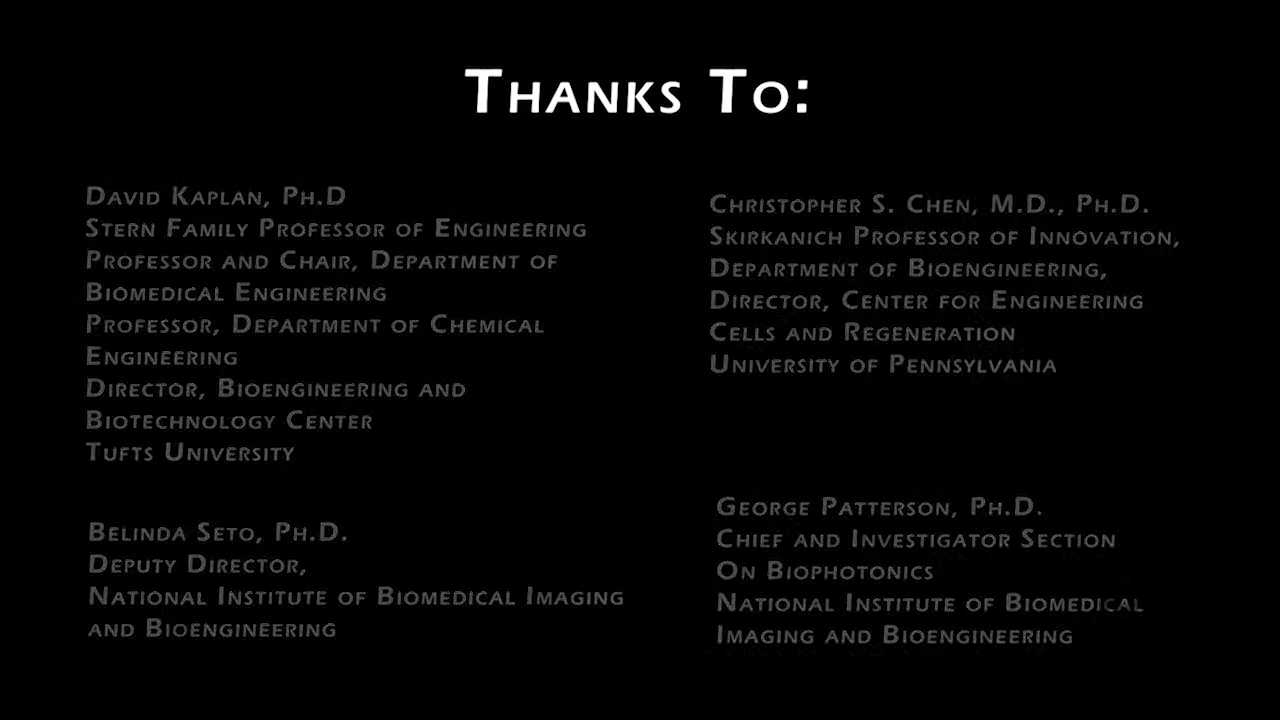 Thanks To:
David Kaplan, Ph.D
Stern Family Professor of Engineering
Professor and Chair, Department of
Biomedical Engineering
Professor, Department of Chemical
Engineering
Director, Bioengineering and
Biotechnology Center
Tufts University
Christopher S. Chen, M.D., Ph.D.
Skirkanich Professor of Innovation,
Department of Bioengineering,
Director, Center for Engineering
Cells and Regeneration
University of Pennsylvania
Belinda Seto, Ph.D.
Deputy Director,
National Institute of Biomedical Imaging
and Bioengineering
George Patterson, Ph.D.
Chief and Investigator Section
On Biophotonics
National Institute of Biomedical
Imaging and Bioengineering